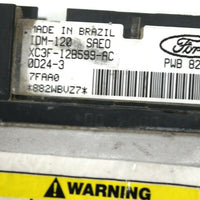 MADE IN BRAZIL
IDM-120 SAEO
XC3F-12B599-AC
0D24-3
7FAA0
*882WBVZ7*
Ford
PWB 82
WARNING